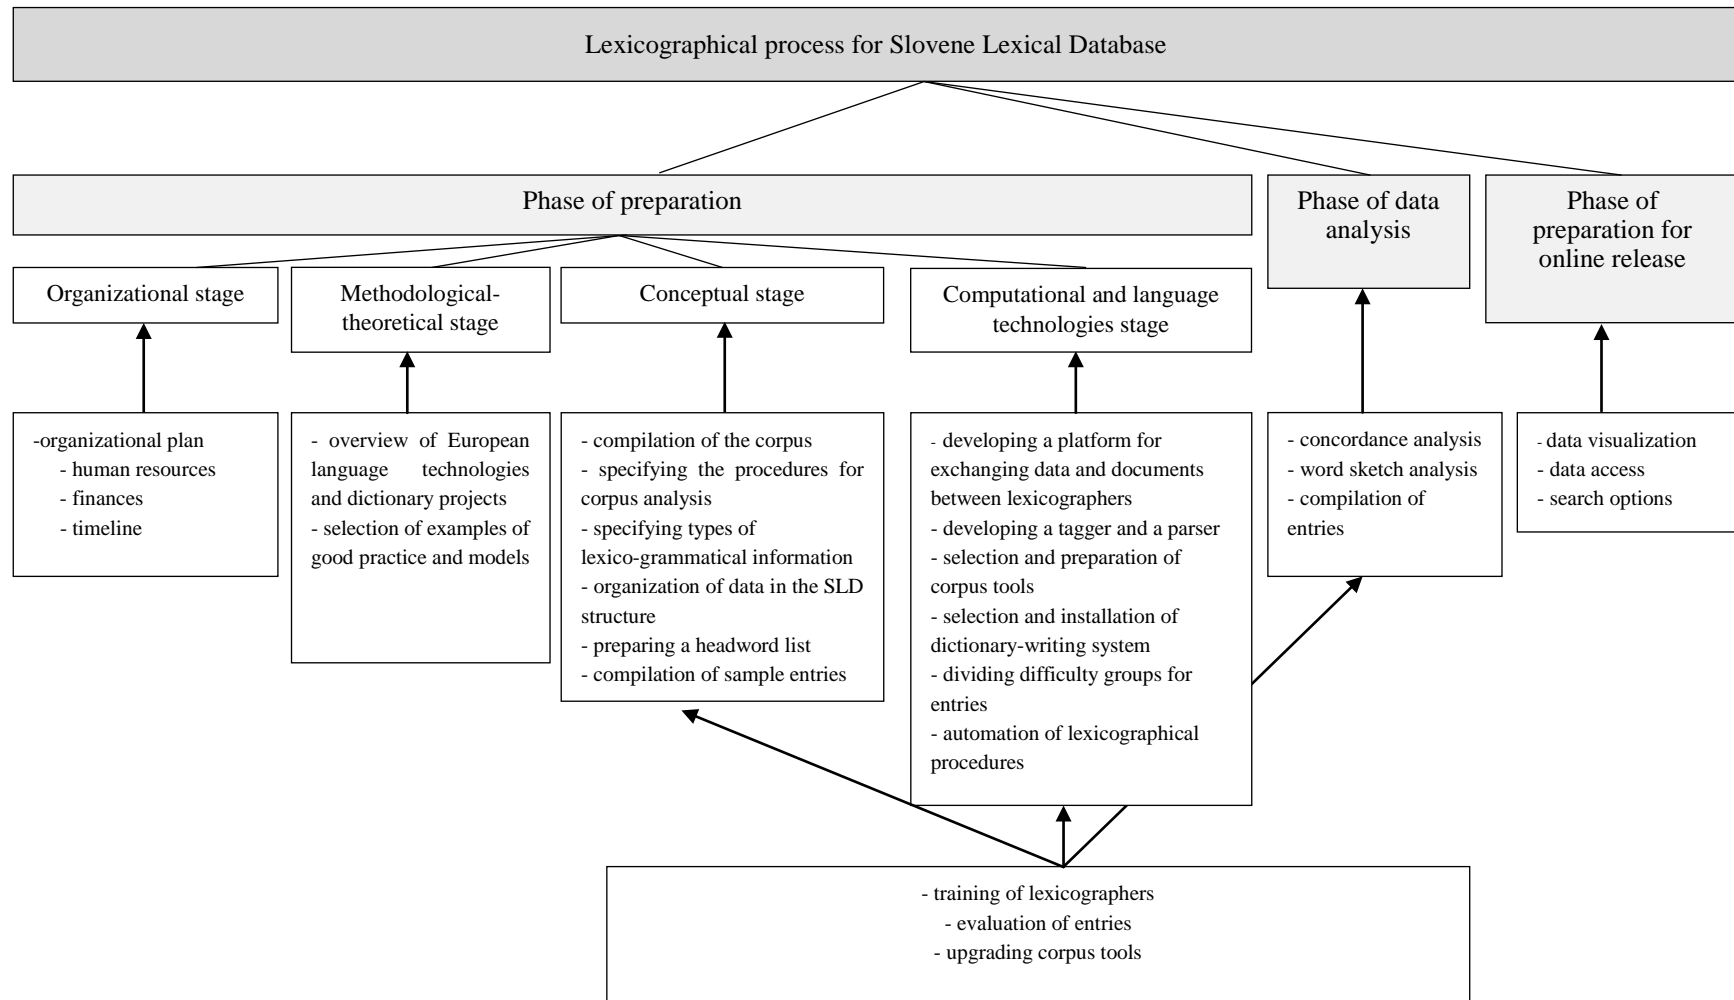 Lexicographical process for Slovene Lexical Database
Phase of preparation
Phase of data
analysis
Phase of
preparation for
online release
Organizational stage
Methodological-
theoretical stage
Conceptual stage
Computational and language
technologies stage
-organizational plan
- human resources
- finances
- timeline
- overview of European
language technologies
and dictionary projects
- selection of examples of
good practice and models
- compilation of the corpus
- specifying the procedures for
corpus analysis
- specifying types of
lexico-grammatical information
- organization of data in the SLD
structure
- preparing a headword list
- compilation of sample entries
- developing a platform for
exchanging data and documents
between lexicographers
- developing a tagger and a parser
- selection and preparation of
corpus tools
- selection and installation of
dictionary-writing system
- dividing difficulty groups for
entries
- automation of lexicographical
procedures
- concordance analysis
- word sketch analysis
- compilation of
entries
- data visualization
- data access
- search options
- training of lexicographers
- evaluation of entries
- upgrading corpus tools